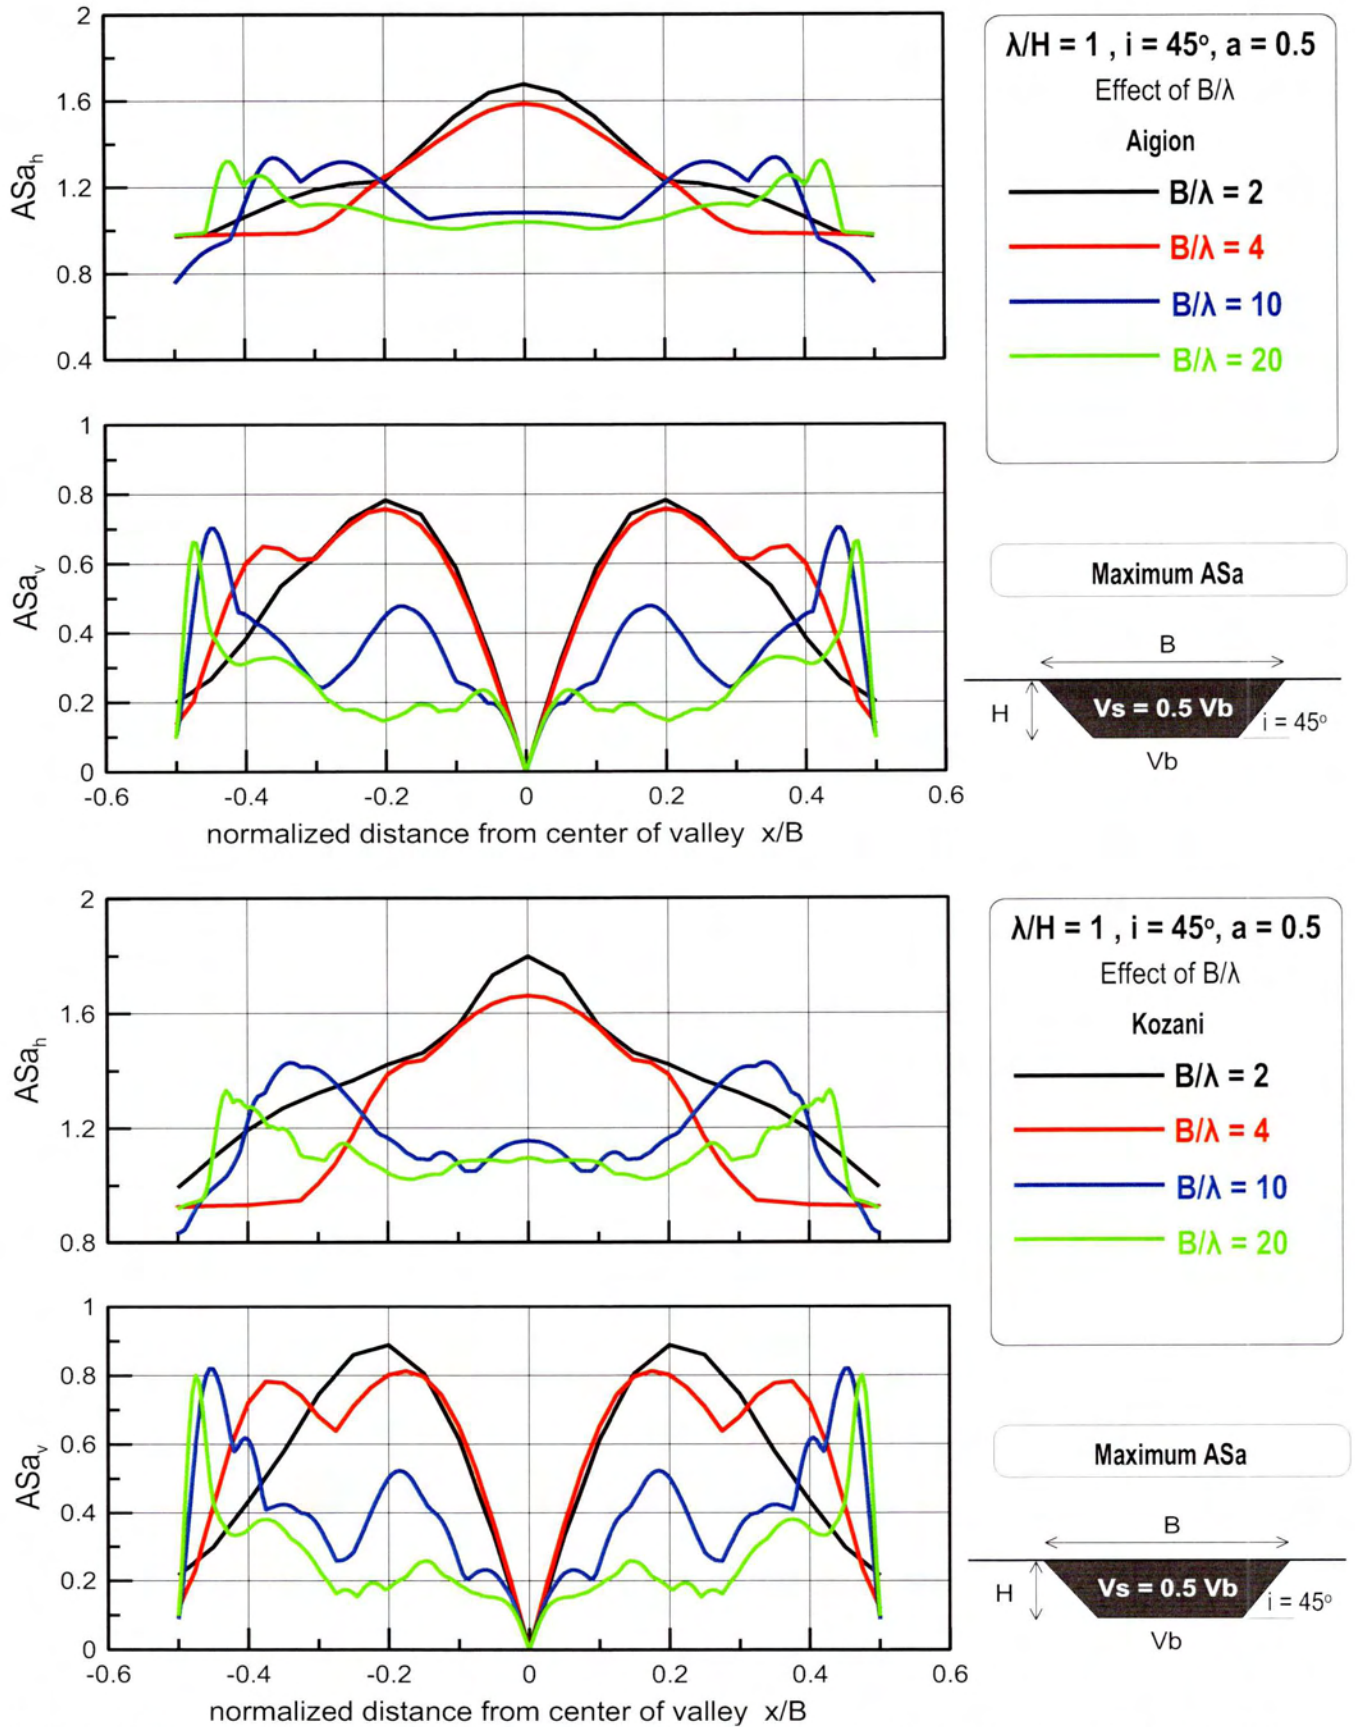 2
1.6
1.2
0.8
0.4
ASa_h
λ/H = 1 , i = 45°, a = 0.5
Effect of B/λ
Aigion
B/λ = 2
B/λ = 4
B/λ = 10
B/λ = 20
1
0.8
0.6
0.4
0.2
0
ASa_v
-0.6 -0.4 -0.2 0 0.2 0.4 0.6
normalized distance from center of valley x/B
Maximum ASa
B
H
Vs = 0.5 Vb
i = 45°
Vb
2
1.6
1.2
0.8
ASa_h
λ/H = 1 , i = 45°, a = 0.5
Effect of B/λ
Kozani
B/λ = 2
B/λ = 4
B/λ = 10
B/λ = 20
1
0.8
0.6
0.4
0.2
0
ASa_v
-0.6 -0.4 -0.2 0 0.2 0.4 0.6
normalized distance from center of valley x/B
Maximum ASa
B
H
Vs = 0.5 Vb
i = 45°
Vb